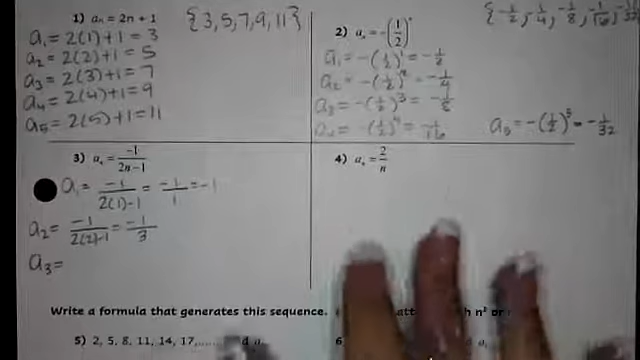 1) aₙ = 2n + 1 {3, 5, 7, 9, 11}
a₁ = 2(1)+1 = 3
a₂ = 2(2)+1 = 5
a₃ = 2(3)+1 = 7
a₄ = 2(4)+1 = 9
a₅ = 2(5)+1 = 11
2) aₙ = -(1/2)ⁿ {-1/2, -1/4, -1/8, -1/16, -1/32
a₁ = -(1/2)¹ = -1/2
a₂ = -(1/2)² = -1/4
a₃ = -(1/2)³ = -1/8
a₄ = -(1/2)⁴ = -1/16
a₅ = -(1/2)⁵ = -1/32
3) aₙ = -1/(2n-1)
a₁ = -1/(2(1)-1) = -1/1 = -1
a₂ = -1/(2(2)-1) = -1/3
a₃ =
4) aₙ = 2/n
Write a formula that generates this sequence.
n² or
5) 2, 5, 8, 11, 14, 17,......
6